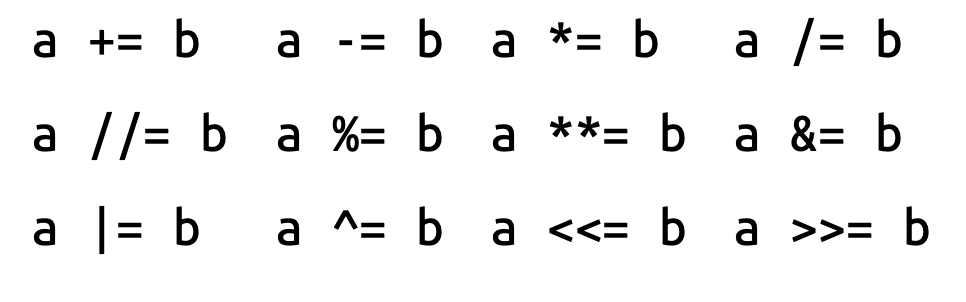 a += b a -= b a *= b a /= b
a //= b a %= b a **= b a &= b
a |= b a ^= b a <<= b a >>= b